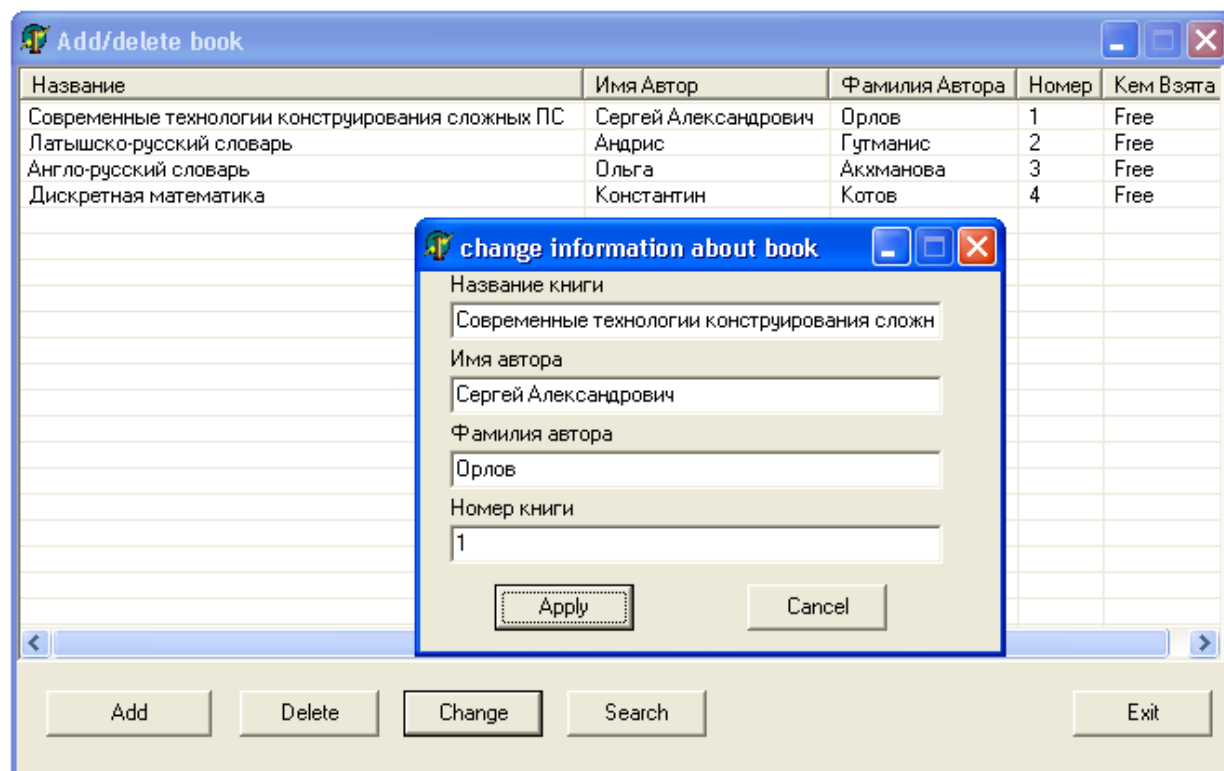 Add/delete book
Название Имя Автор Фамилия Автора Номер Кем Взята
Современные технологии конструирования сложных ПС Сергей Александрович Орлов 1 Free
Латышско-русский словарь Андрис Гутманис 2 Free
Англо-русский словарь Ольга Акхманова 3 Free
Дискретная математика Константин Котов 4 Free
change information about book
Название книги
Современные технологии конструирования сложн
Имя автора
Сергей Александрович
Фамилия автора
Орлов
Номер книги
1
Apply Cancel
Add Delete Change Search Exit